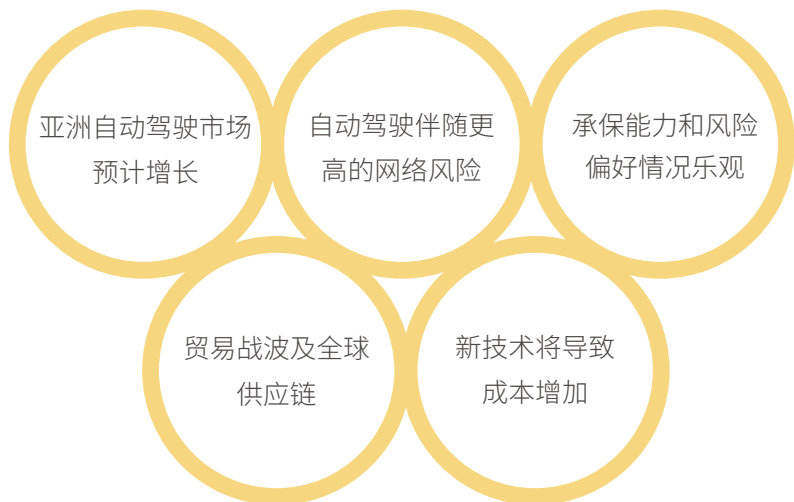 亚洲自动驾驶市场
预计增长
自动驾驶伴随更
高的网络风险
承保能力和风险
偏好情况乐观
贸易战波及全球
供应链
新技术将导致
成本增加